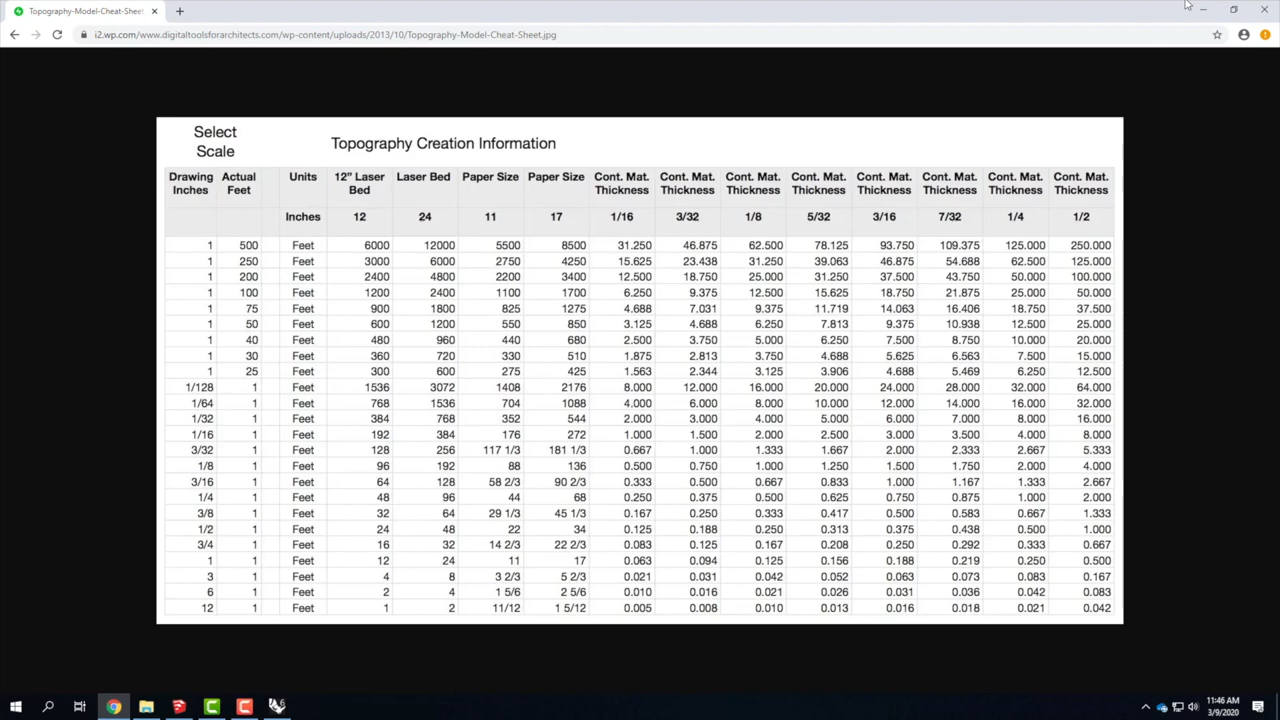 Topography-Model-Cheat-Sheet
i2.wp.com/www.digitaltoolsforarchitects.com/wp-content/uploads/2013/10/Topography-Model-Cheat-Sheet.jpg
Select
Scale
Topography Creation Information
Drawing Inches Actual Feet Units 12" Laser Bed Laser Bed Paper Size Paper Size Cont. Mat. Thickness Cont. Mat. Thickness Cont. Mat. Thickness Cont. Mat. Thickness Cont. Mat. Thickness Cont. Mat. Thickness Cont. Mat. Thickness Cont. Mat. Thickness
Inches 12 24 11 17 1/16 3/32 1/8 5/32 3/16 7/32 1/4 1/2
1 500 Feet 6000 12000 5500 8500 31.250 46.875 62.500 78.125 93.750 109.375 125.000 250.000
1 250 Feet 3000 6000 2750 4250 15.625 23.438 31.250 39.063 46.875 54.688 62.500 125.000
1 200 Feet 2400 4800 2200 3400 12.500 18.750 25.000 31.250 37.500 43.750 50.000 100.000
1 100 Feet 1200 2400 1100 1700 6.250 9.375 12.500 15.625 18.750 21.875 25.000 50.000
1 75 Feet 900 1800 825 1275 4.688 7.031 9.375 11.719 14.063 16.406 18.750 37.500
1 50 Feet 600 1200 550 850 3.125 4.688 6.250 7.813 9.375 10.938 12.500 25.000
1 40 Feet 480 960 440 680 2.500 3.750 5.000 6.250 7.500 8.750 10.000 20.000
1 30 Feet 360 720 330 510 1.875 2.813 3.750 4.688 5.625 6.563 7.500 15.000
1 25 Feet 300 600 275 425 1.563 2.344 3.125 3.906 4.688 5.469 6.250 12.500
1/128 1 Feet 1536 3072 1408 2176 8.000 12.000 16.000 20.000 24.000 28.000 32.000 64.000
1/64 1 Feet 768 1536 704 1088 4.000 6.000 8.000 10.000 12.000 14.000 16.000 32.000
1/32 1 Feet 384 768 352 544 2.000 3.000 4.000 5.000 6.000 7.000 8.000 16.000
1/16 1 Feet 192 384 176 272 1.000 1.500 2.000 2.500 3.000 3.500 4.000 8.000
3/32 1 Feet 128 256 117 1/3 181 1/3 0.667 1.000 1.333 1.667 2.000 2.333 2.667 5.333
1/8 1 Feet 96 192 88 136 0.500 0.750 1.000 1.250 1.500 1.750 2.000 4.000
3/16 1 Feet 64 128 58 2/3 90 2/3 0.333 0.500 0.667 0.833 1.000 1.167 1.333 2.667
1/4 1 Feet 48 96 44 68 0.250 0.375 0.500 0.625 0.750 0.875 1.000 2.000
3/8 1 Feet 32 64 29 1/3 45 1/3 0.167 0.250 0.333 0.417 0.500 0.583 0.667 1.333
1/2 1 Feet 24 48 22 34 0.125 0.188 0.250 0.313 0.375 0.438 0.500 1.000
3/4 1 Feet 16 32 14 2/3 22 2/3 0.083 0.125 0.167 0.208 0.250 0.292 0.333 0.667
1 1 Feet 12 24 11 17 0.063 0.094 0.125 0.156 0.188 0.219 0.250 0.500
3 1 Feet 4 8 3 2/3 5 2/3 0.021 0.031 0.042 0.052 0.063 0.073 0.083 0.167
6 1 Feet 2 4 1 5/6 2 5/6 0.010 0.016 0.021 0.026 0.031 0.036 0.042 0.083
12 1 Feet 1 2 11/12 1 5/12 0.005 0.008 0.010 0.013 0.016 0.018 0.021 0.042
11:46 AM
3/9/2020